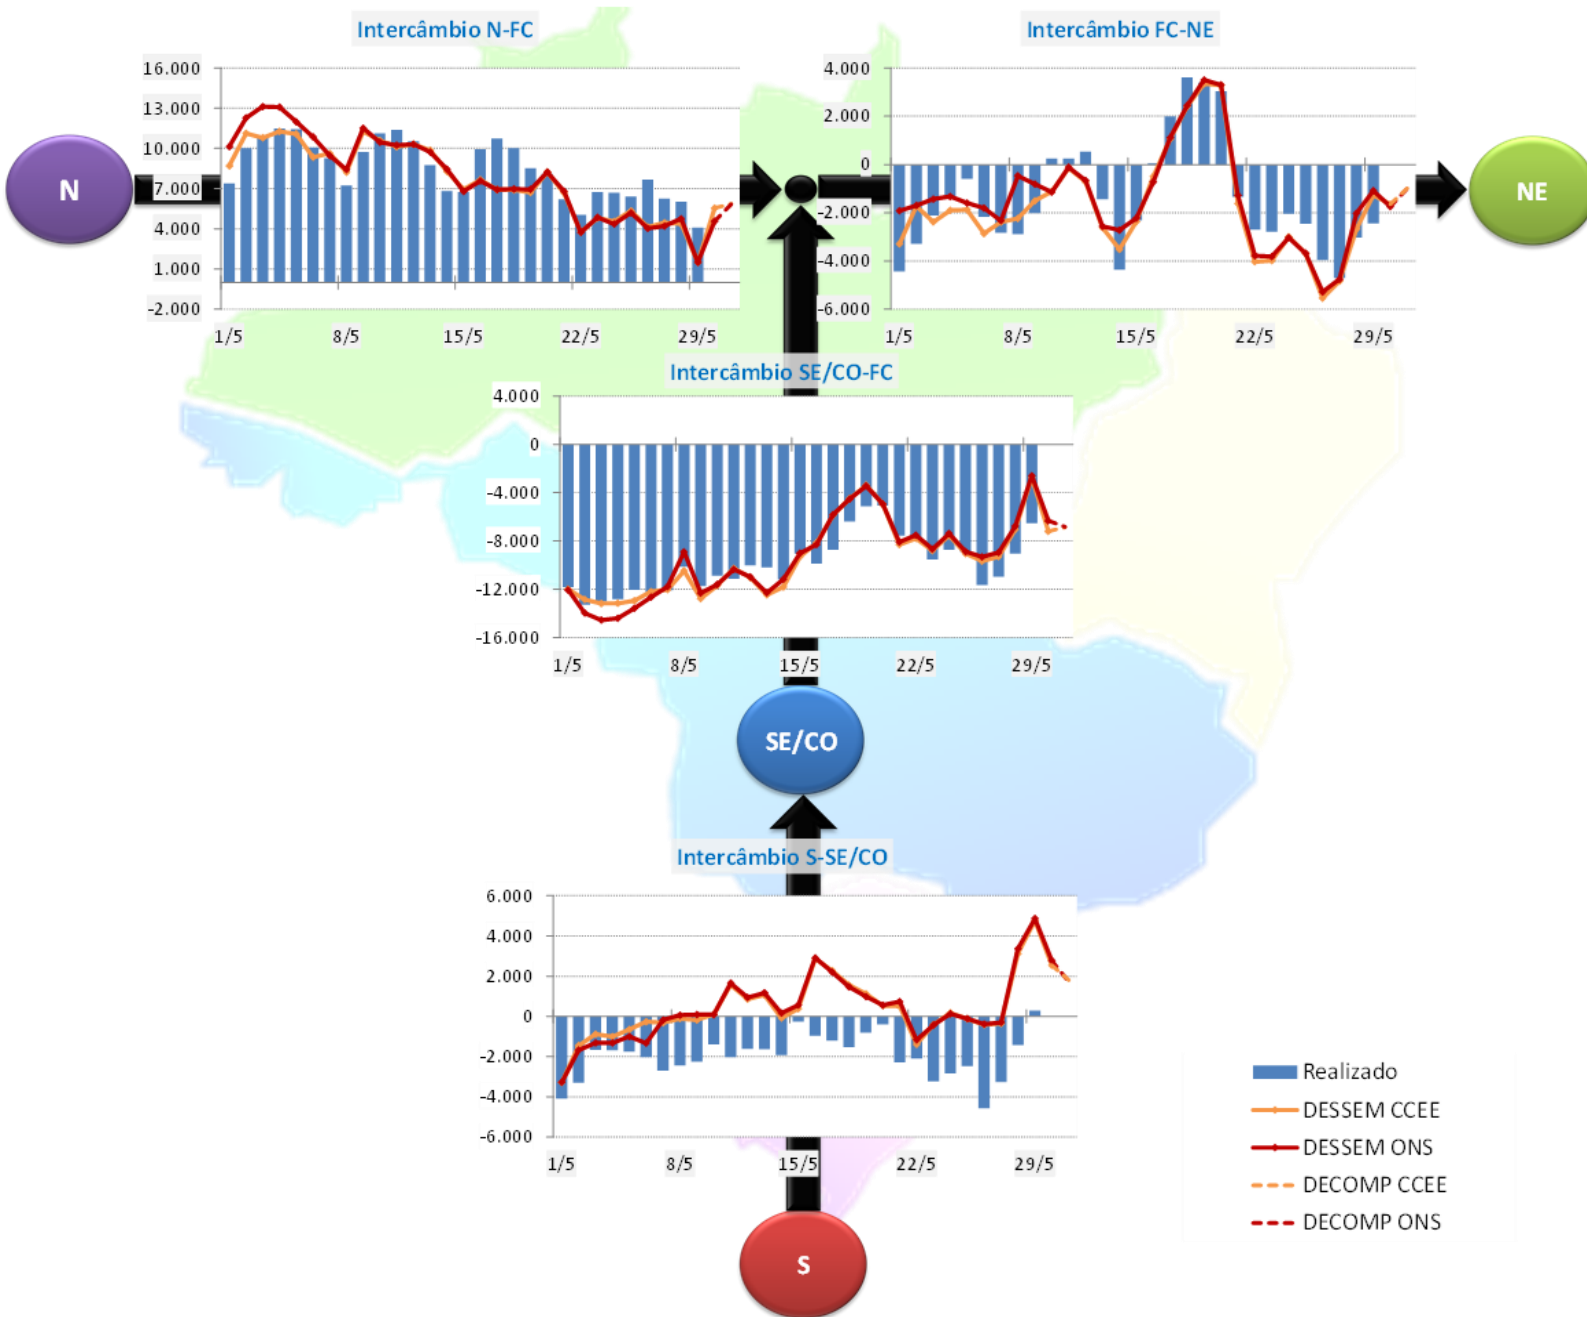 Intercâmbio N-FC
16.000
13.000
10.000
7.000
4.000
1.000
-2.000
1/5 8/5 15/5 22/5 29/5
Intercâmbio FC-NE
4.000
2.000
0
-2.000
-4.000
-6.000
1/5 8/5 15/5 22/5 29/5
N
NE
Intercâmbio SE/CO-FC
4.000
0
-4.000
-8.000
-12.000
-16.000
1/5 8/5 15/5 22/5 29/5
SE/CO
Intercâmbio S-SE/CO
6.000
4.000
2.000
0
-2.000
-4.000
-6.000
1/5 8/5 15/5 22/5 29/5
Realizado
DESSEM CCEE
DESSEM ONS
DECOMP CCEE
DECOMP ONS
S